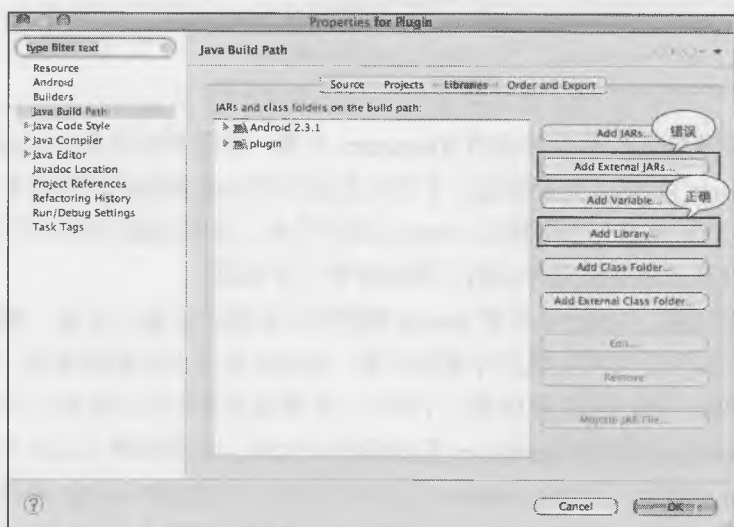 Properties for Plugin
type filter text
Resource
Android
Builders
Java Build Path
Java Code Style
Java Compiler
Java Editor
Javadoc Location
Project References
Refactoring History
Run/Debug Settings
Task Tags
Java Build Path
Source Projects Libraries Order and Export
JARs and class folders on the build path:
Android 2.3.1
plugin
Add JARs...
错误
Add External JARs...
Add Variable...
正确
Add Library...
Add Class Folder...
Add External Class Folder...
Edit...
Remove
Migrate JAR File...
Cancel
OK